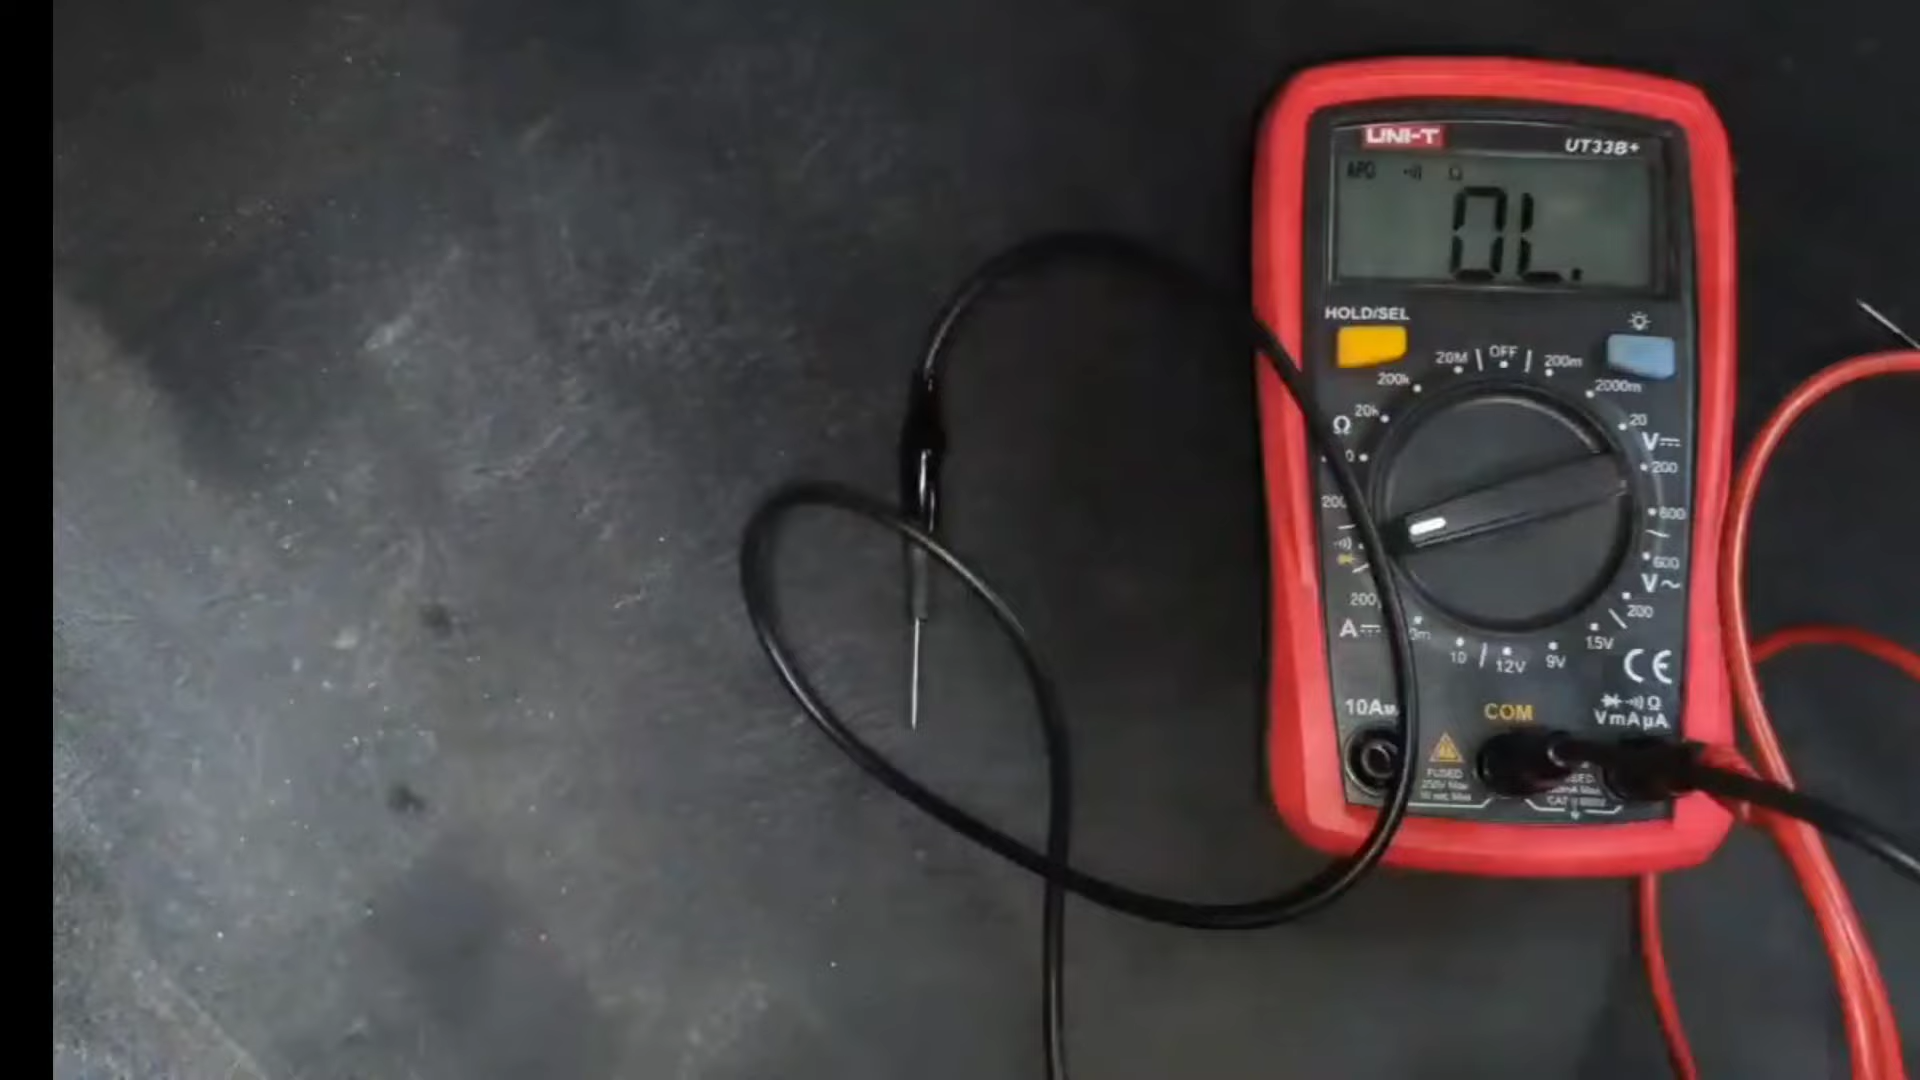 UNI-T
UT33B+
APO
Ω
OL.
HOLD/SEL
20M
OFF
200m
200k
2000m
20k
20
Ω
V
200
600
600
V~
200
A
10
12V
9V
1.5V
CE
10A
COM
Ω
VmAμA
FUSED